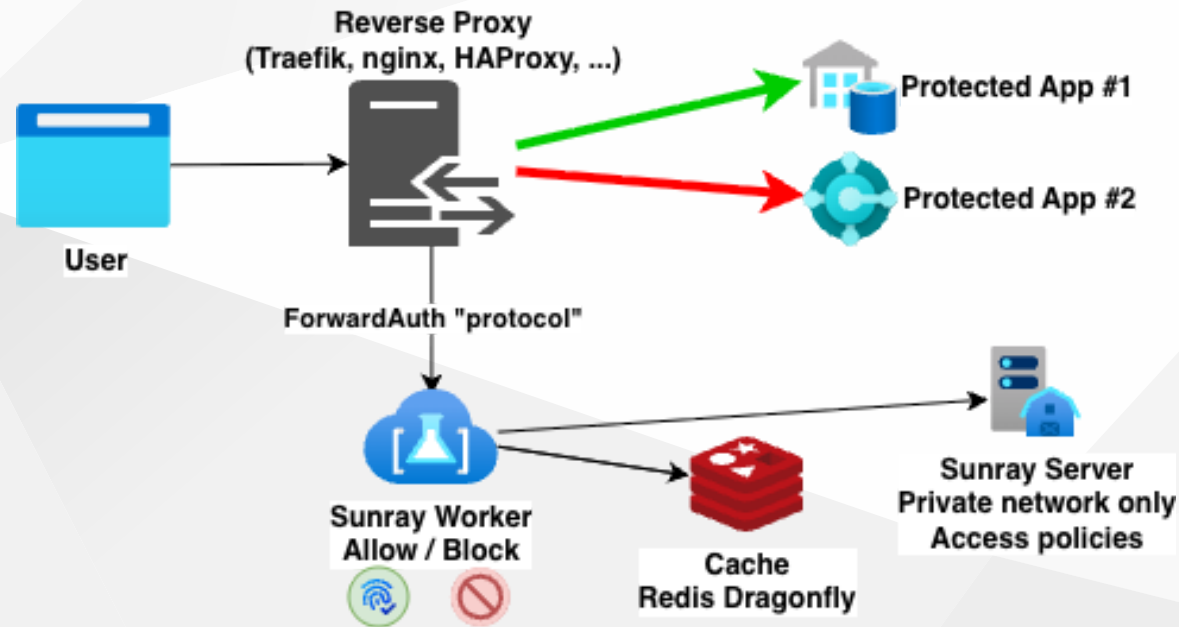 Reverse Proxy
(Traefik, nginx, HAProxy, ...)
Protected App #1
Protected App #2
User
ForwardAuth "protocol"
Sunray Worker
Allow / Block
Cache
Redis Dragonfly
Sunray Server
Private network only
Access policies